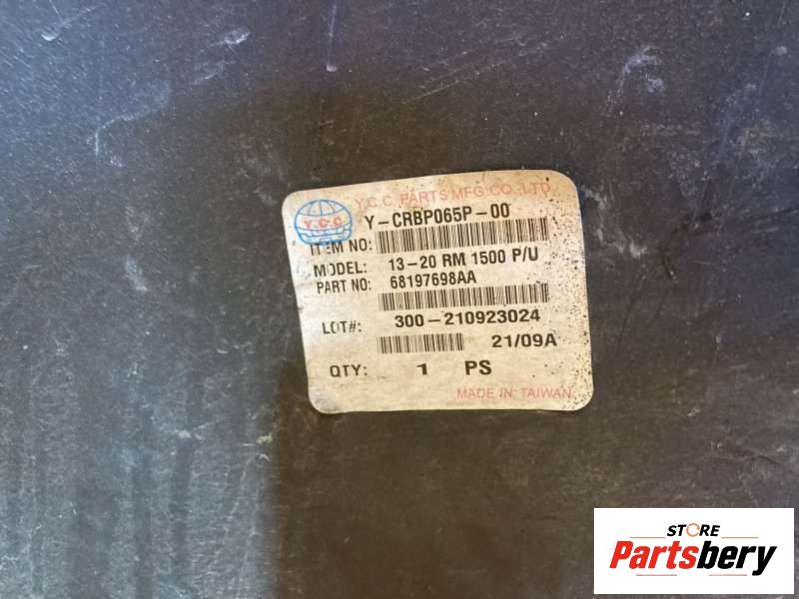 Y.C.C. PARTS MFG.CO.,LTD.
Y.C.C
Y-CRBP065P-00
ITEM NO:
MODEL: 13-20 RM 1500 P/U
PART NO: 68197698AA
LOT#: 300-210923024
21/09A
QTY: 1 PS
MADE IN TAIWAN
STORE
Partsbery